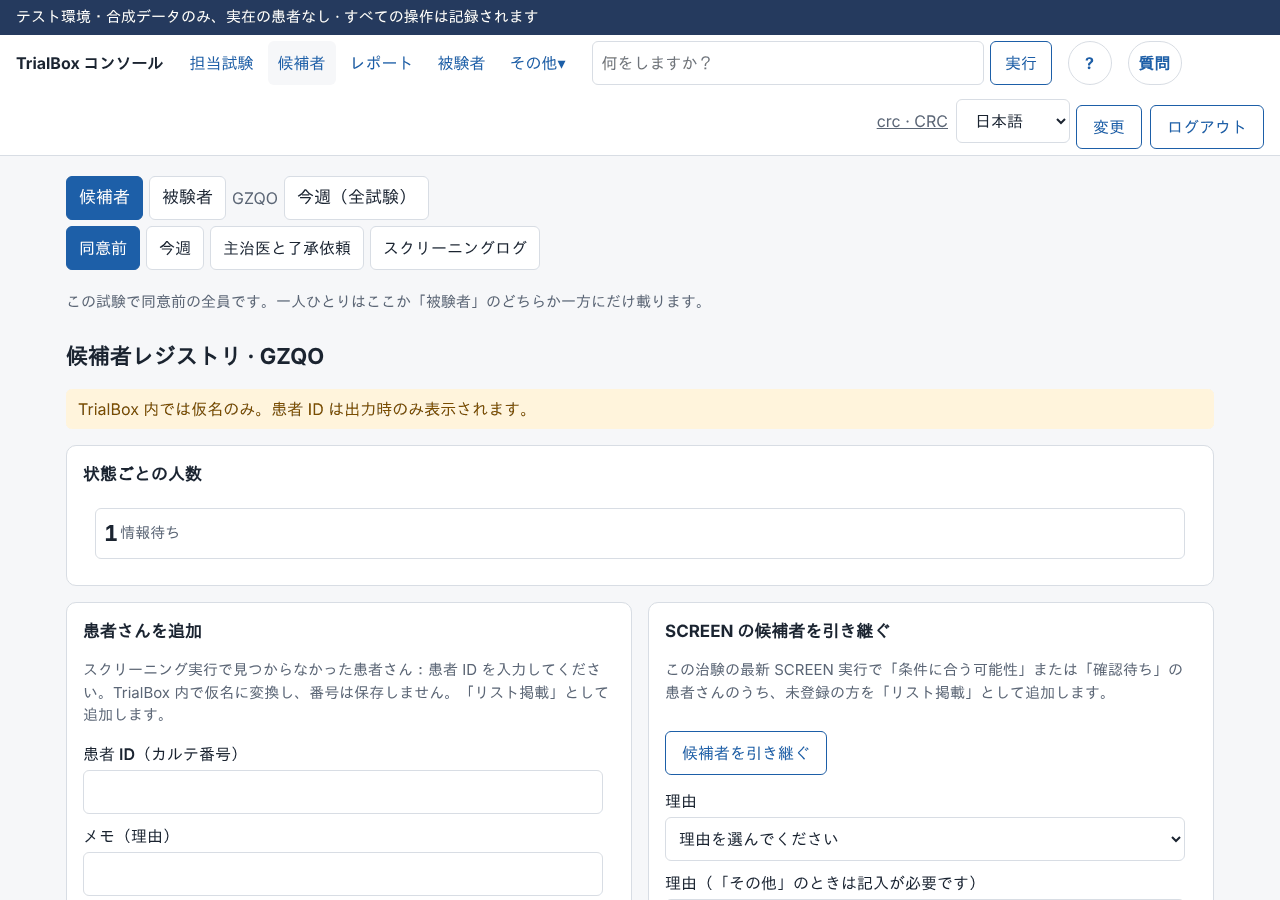 テスト環境・合成データのみ、実在の患者なし · すべての操作は記録されます
TrialBox コンソール 担当試験 候補者 レポート 被験者 その他▾ 何をしますか？ 実行 ? 質問
crc · CRC 日本語 変更 ログアウト
候補者 被験者 GZQO 今週（全試験）
同意前 今週 主治医と了承依頼 スクリーニングログ
この試験で同意前の全員です。一人ひとりはここか「被験者」のどちらか一方にだけ載ります。
候補者レジストリ · GZQO
TrialBox 内では仮名のみ。患者 ID は出力時のみ表示されます。
状態ごとの人数
1 情報待ち
患者さんを追加
スクリーニング実行で見つからなかった患者さん：患者 ID を入力してくださ
い。TrialBox 内で仮名に変換し、番号は保存しません。「リスト掲載」として
追加します。
患者 ID（カルテ番号）
メモ（理由）
SCREEN の候補者を引き継ぐ
この治験の最新 SCREEN 実行で「条件に合う可能性」または「確認待ち」の
患者さんのうち、未登録の方を「リスト掲載」として追加します。
候補者を引き継ぐ
理由
理由を選んでください
理由（「その他」のときは記入が必要です）